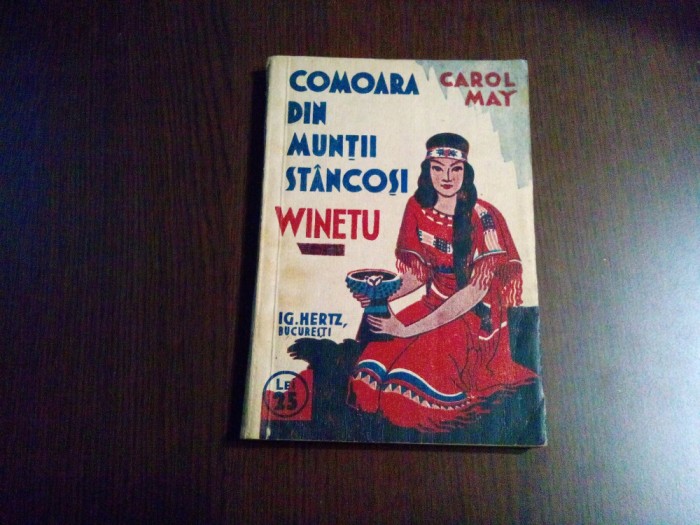 COMOARA
DIN
MUNȚII
STÂNCOȘI
CAROL
MAY
WINETU
IG. HERTZ,
BUCUREȘTI
LEI
25